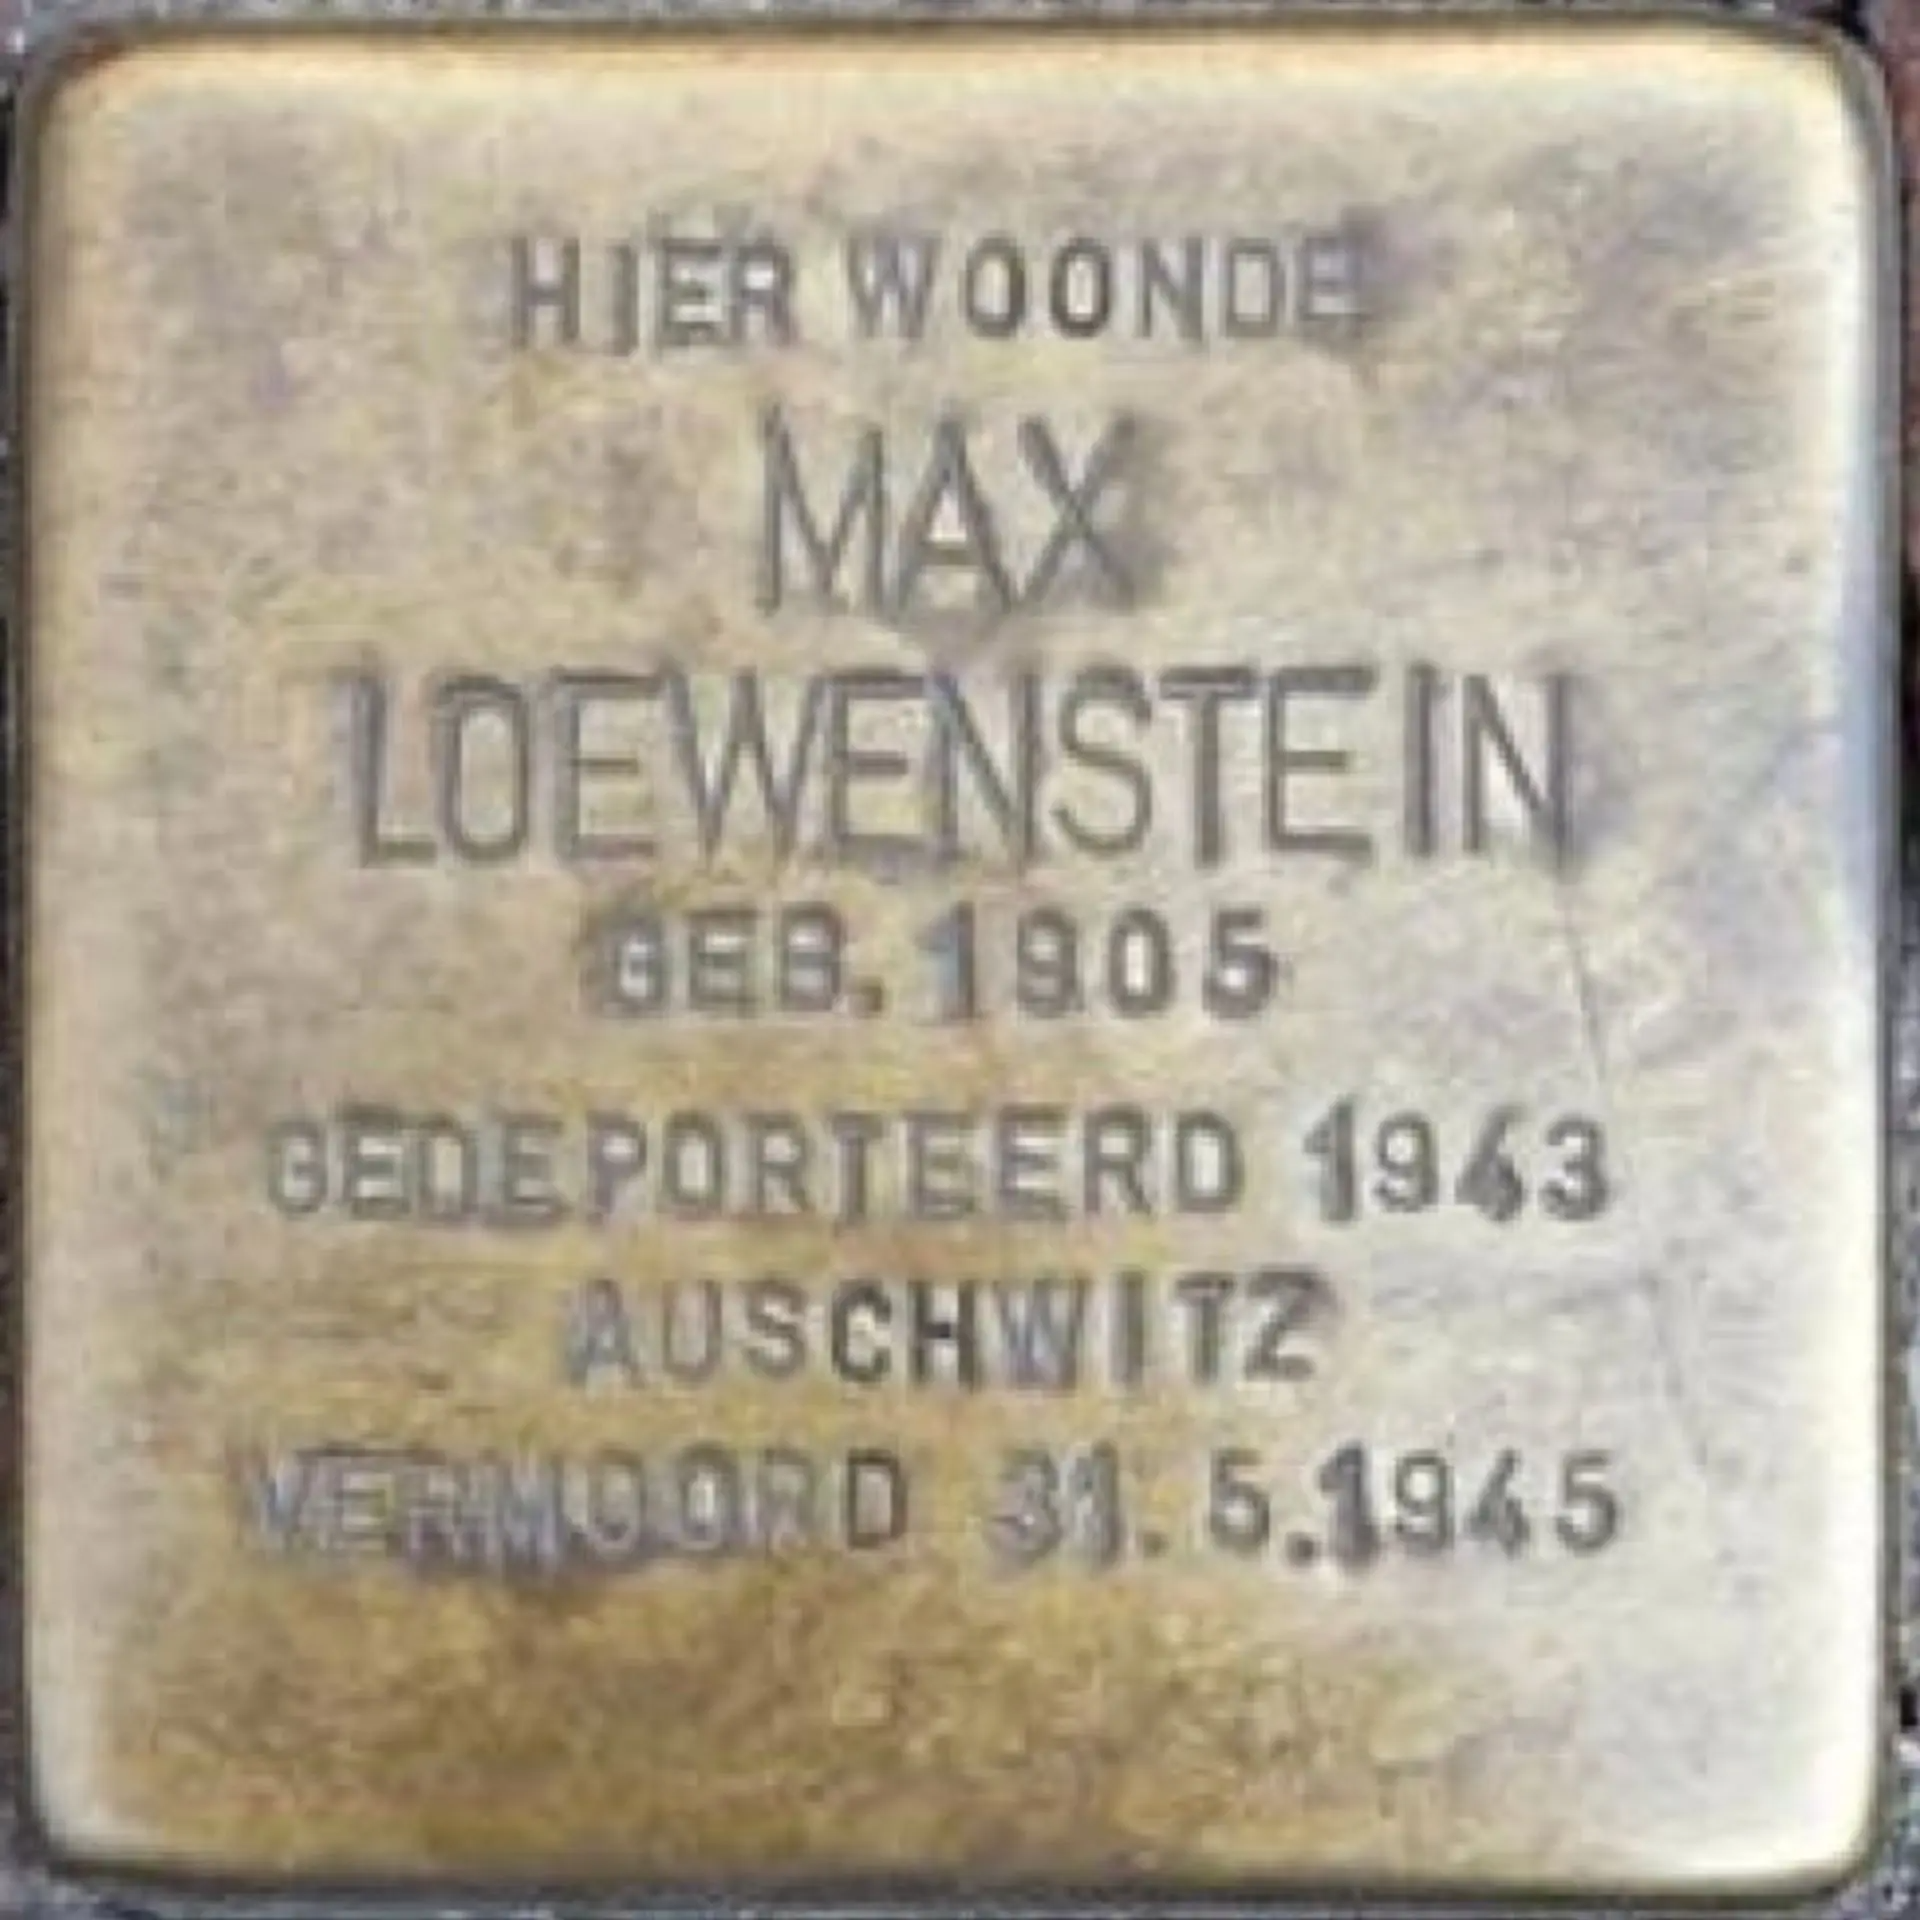 HIER WOONDE
MAX
LOEWENSTEIN
GEB. 1905
GEDEPORTEERD 1943
AUSCHWITZ
VERMOORD 31.5.1945